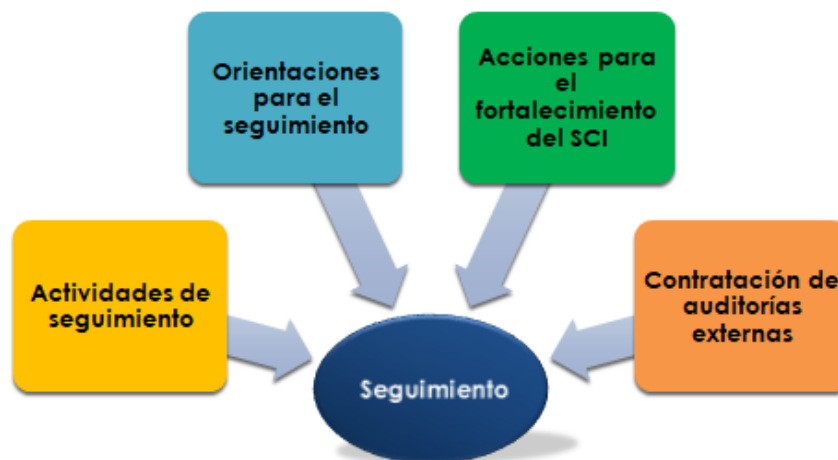 Orientaciones
para el
seguimiento
Acciones para
el
fortalecimiento
del SCI
Actividades de
seguimiento
Contratación de
auditorías
externas
Seguimiento